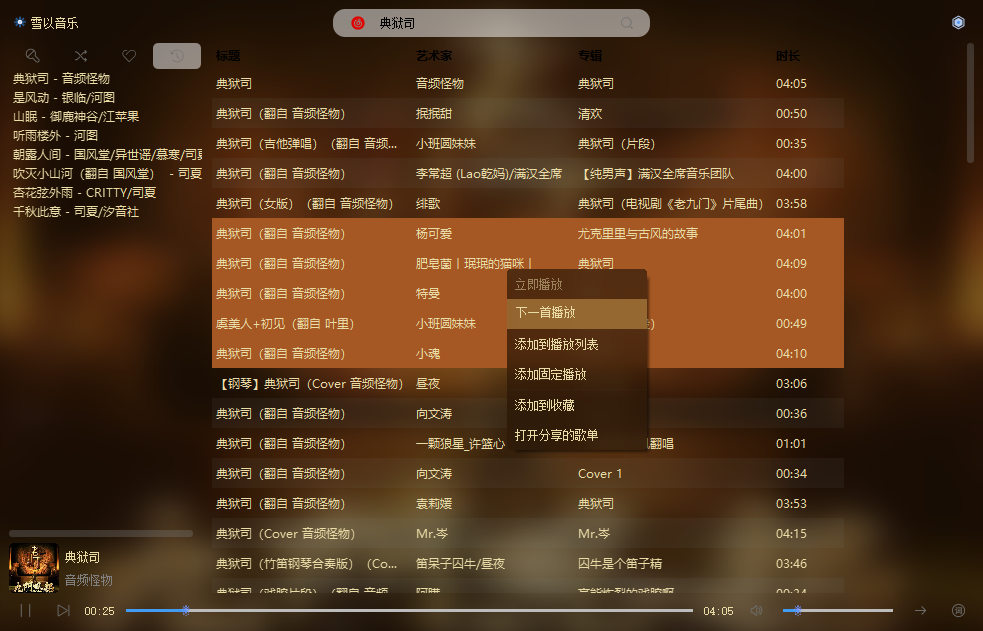 雪以音乐
典狱司
典狱司 - 音频怪物
是风动 - 银临/河图
山眠 - 御鹿神谷/江苹果
听雨楼外 - 河图
朝露人间 - 国风堂/异世谣/慕寒/司夏
吹灭小山河（翻自 国风堂） - 司夏
杏花弦外雨 - CRITTY/司夏
千秋此意 - 司夏/汐音社
标题 艺术家 专辑 时长
典狱司 音频怪物 典狱司 04:05
典狱司（翻自 音频怪物） 抿抿甜 清欢 00:50
典狱司（吉他弹唱）（翻自 音频... 小班圆妹妹 典狱司（片段） 00:35
典狱司（翻自 音频怪物） 李常超 (Lao乾妈)/满汉全席 【纯男声】满汉全席音乐团队 04:00
典狱司（女版）（翻自 音频怪物） 绯歌 典狱司（电视剧《老九门》片尾曲） 03:58
典狱司（翻自 音频怪物） 杨可爱 尤克里里与古风的故事 04:01
典狱司（翻自 音频怪物） 肥皂菌丨珉珉的猫咪丨 典狱司 04:09
典狱司（翻自 音频怪物） 特曼 04:00
虞美人+初见（翻自 叶里） 小班圆妹妹 ) 00:49
典狱司（翻自 音频怪物） 小魂 04:10
【钢琴】典狱司（Cover 音频怪物） 昼夜 03:06
典狱司（翻自 音频怪物） 向文涛 00:36
典狱司（翻自 音频怪物） 一颗狼星_许篮心 翻唱 01:01
典狱司（翻自 音频怪物） 向文涛 Cover 1 00:34
典狱司（翻自 音频怪物） 袁莉媛 典狱司 03:53
典狱司（Cover 音频怪物） Mr.岑 Mr.岑 04:15
典狱司（竹笛钢琴合奏版）（Co... 笛呆子囚牛/昼夜 囚牛是个笛子精 03:46
立即播放
下一首播放
添加到播放列表
添加固定播放
添加到收藏
打开分享的歌单
典狱司
音频怪物
00:25 04:05
词